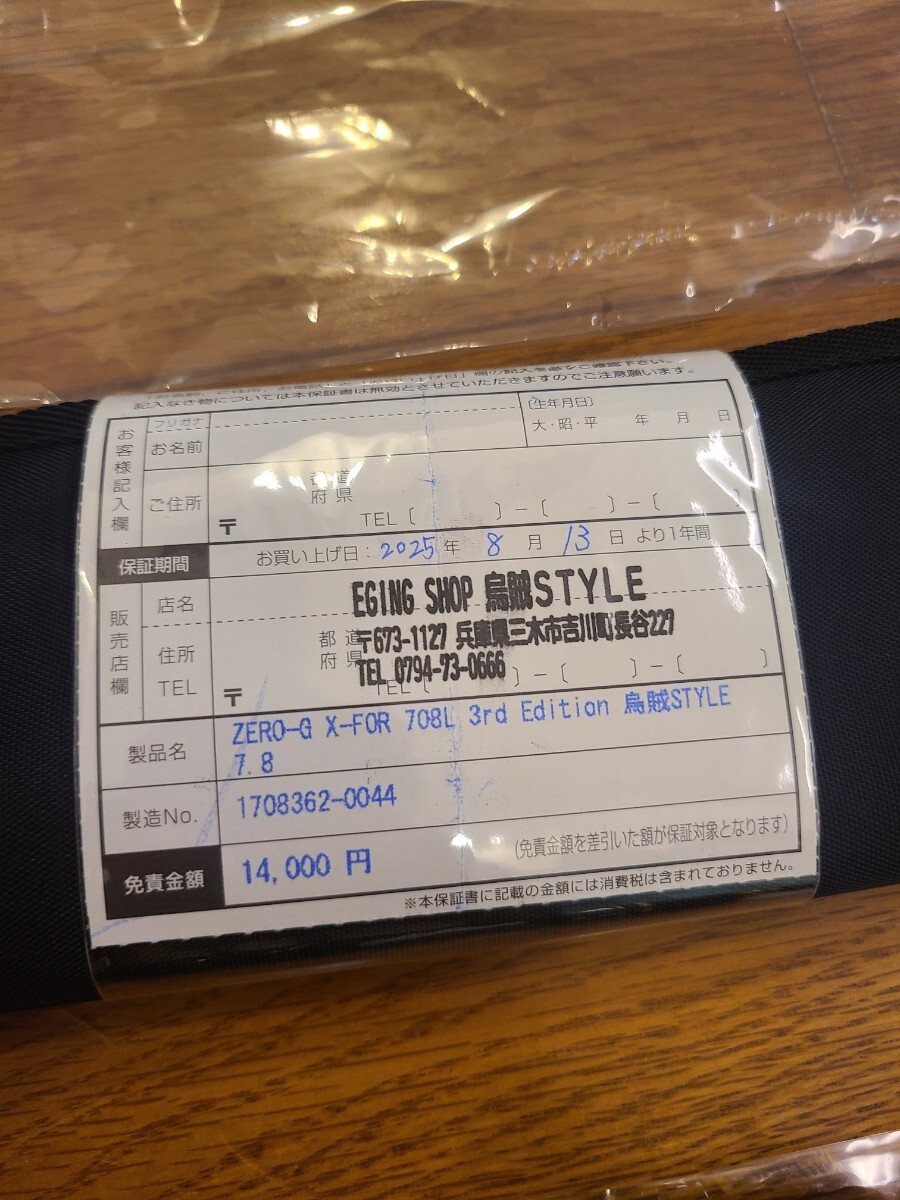 記入なき物については本保証書は無効とさせていただきますのでご注意願います。
お客様記入欄
フリガナ
お名前
(生年月日)
大・昭・平 年 月 日
ご住所
都 道
府 県
〒 TEL ( ) − ( ) − ( )
保証期間
お買い上げ日：2025 年 8 月 13 日 より1年間
販売店欄
店名
EGING SHOP 烏賊STYLE
住所
都 道
府 県
〒673-1127 兵庫県三木市吉川町長谷227
TEL 0794-73-0666
TEL
〒 TEL ( ) − ( ) − ( )
製品名
ZERO-G X-FOR 708L 3rd Edition 烏賊STYLE
7.8
製造No.
1708362-0044
免責金額
14,000 円
(免責金額を差引いた額が保証対象となります)
※本保証書に記載の金額には消費税は含まれておりません。